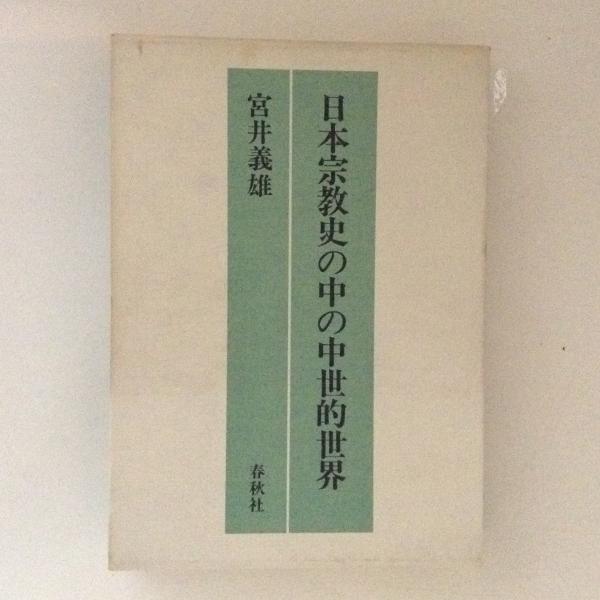 日本宗教史の中の中世的世界
宮井義雄
春秋社